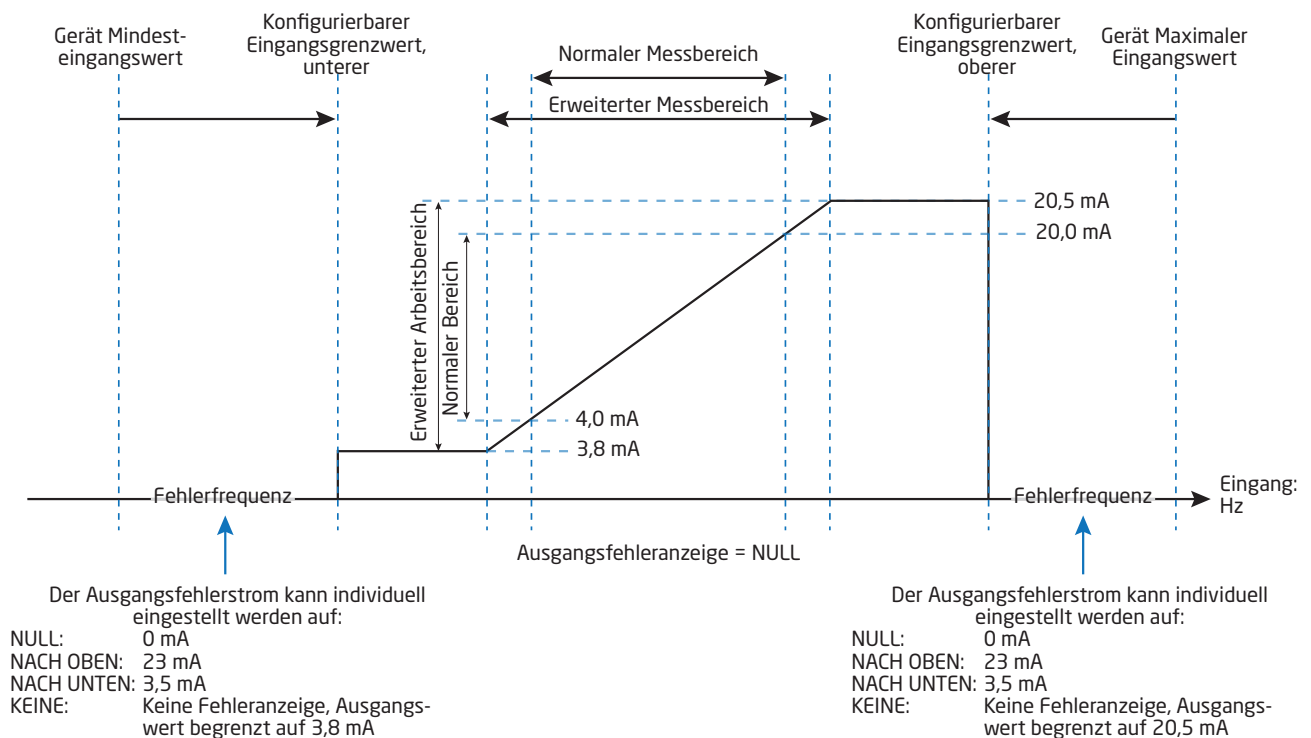 Gerät Mindest-
eingangswert
Konfigurierbarer
Eingangsgrenzwert,
unterer
Normaler Messbereich
Erweiterter Messbereich
Konfigurierbarer
Eingangsgrenzwert,
oberer
Gerät Maximaler
Eingangswert
Erweiterter Arbeitsbereich
Normaler Bereich
20,5 mA
20,0 mA
4,0 mA
3,8 mA
Fehlerfrequenz
Fehlerfrequenz
Eingang:
Hz
Ausgangsfehleranzeige = NULL
Der Ausgangsfehlerstrom kann individuell
eingestellt werden auf:
NULL: 0 mA
NACH OBEN: 23 mA
NACH UNTEN: 3,5 mA
KEINE: Keine Fehleranzeige, Ausgangs-
wert begrenzt auf 3,8 mA
Der Ausgangsfehlerstrom kann individuell
eingestellt werden auf:
NULL: 0 mA
NACH OBEN: 23 mA
NACH UNTEN: 3,5 mA
KEINE: Keine Fehleranzeige, Ausgangs-
wert begrenzt auf 20,5 mA